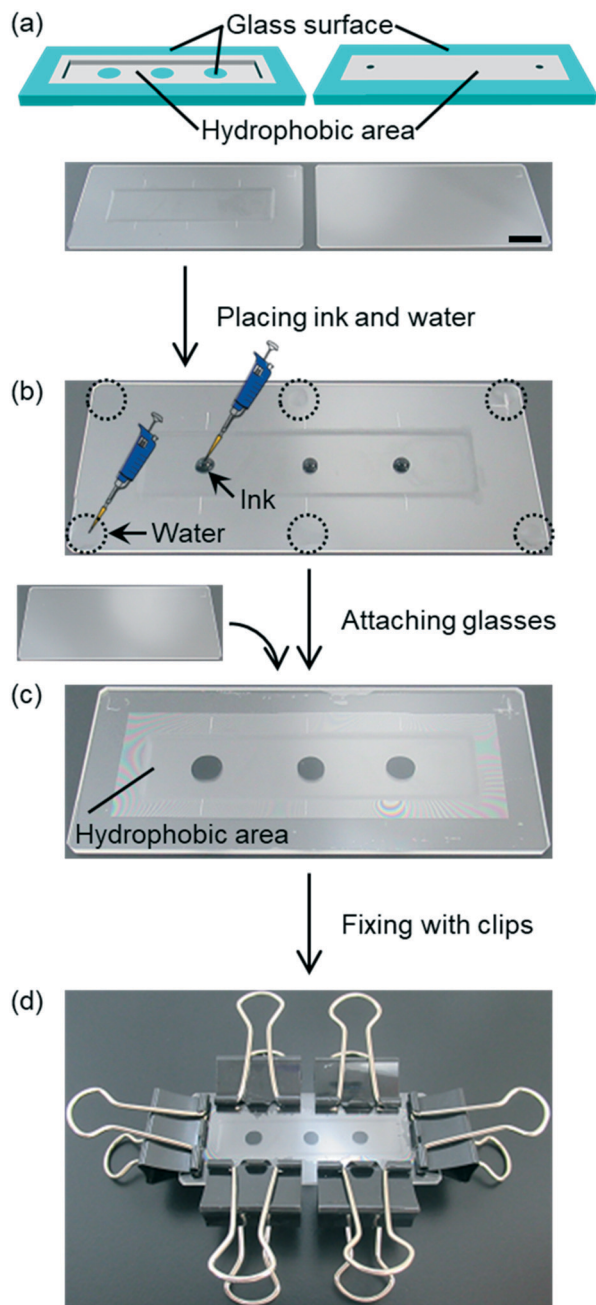 (a)
Glass surface
Hydrophobic area
Placing ink and water
(b)
Ink
Water
Attaching glasses
(c)
Hydrophobic area
Fixing with clips
(d)